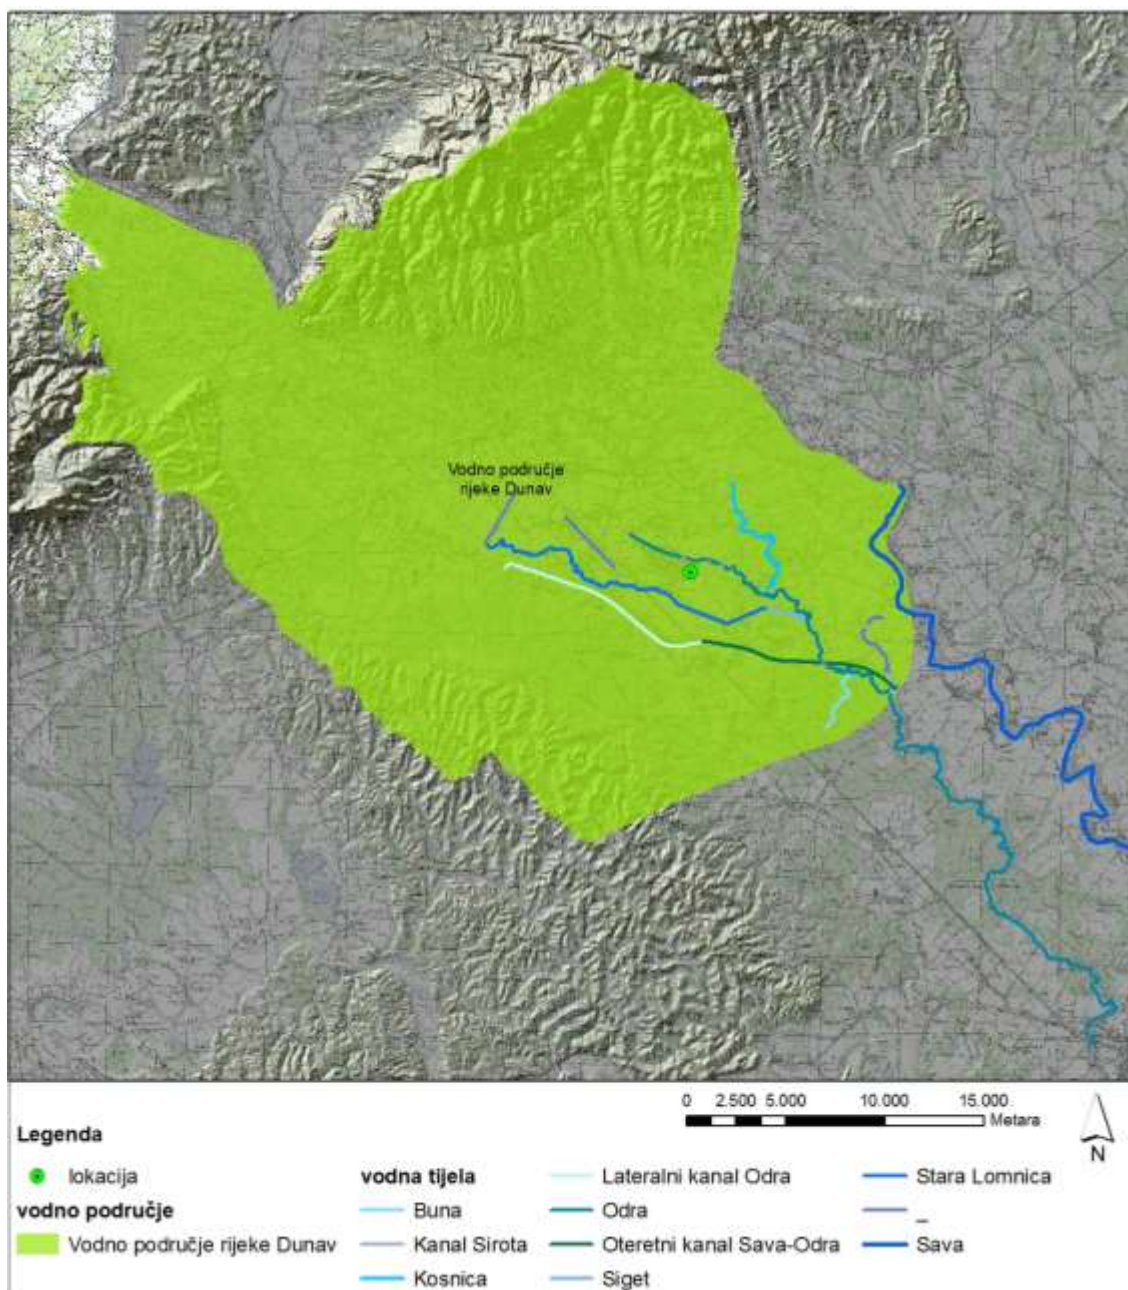 Vodno područje
rijeke Dunav
0 2.500 5.000 10.000 15.000
Metara
N
Legenda
lokacija
vodno područje
Vodno područje rijeke Dunav
vodna tijela
Buna
Kanal Sirota
Kosnica
Lateralni kanal Odra
Odra
Oteretni kanal Sava-Odra
Siget
Stara Lomnica
_
Sava